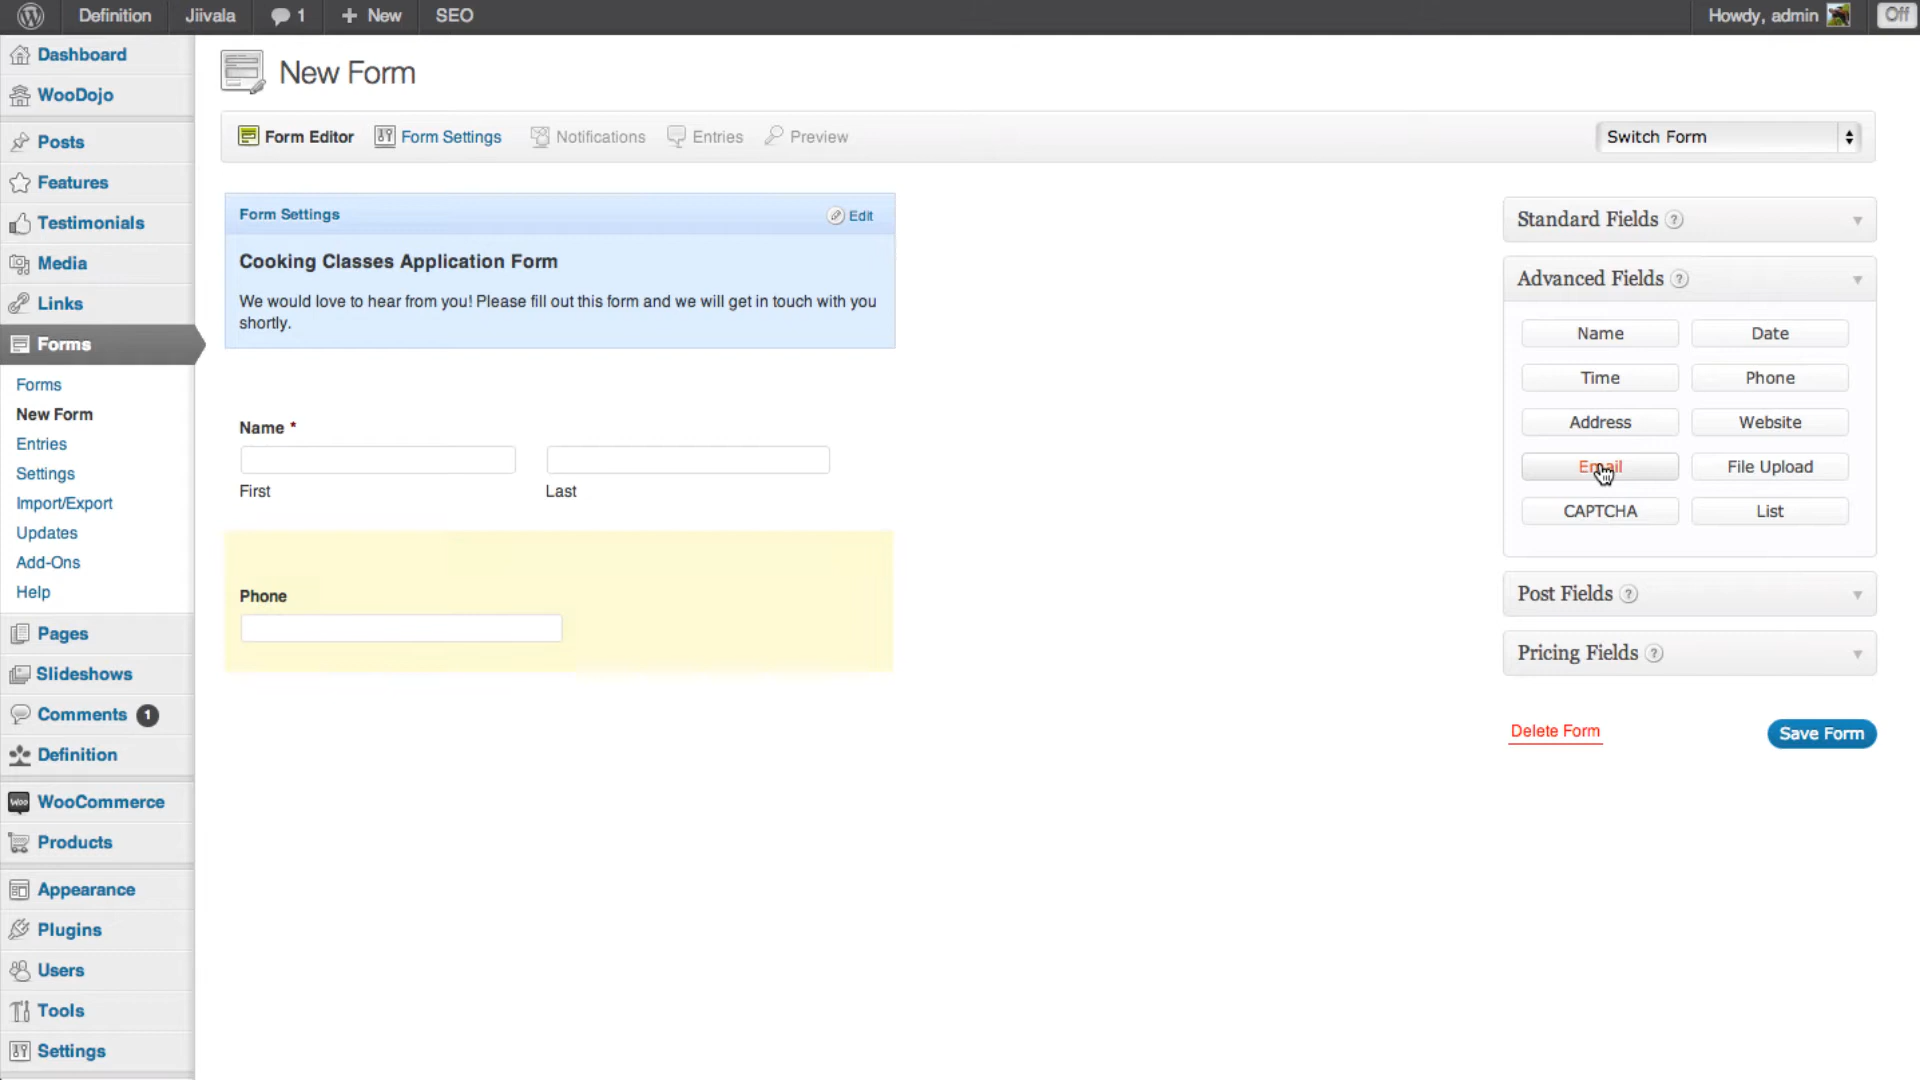 Definition Jiivala 1 + New SEO Howdy, admin Off
Dashboard
WooDojo
Posts
Features
Testimonials
Media
Links
Forms
Forms
New Form
Entries
Settings
Import/Export
Updates
Add-Ons
Help
Pages
Slideshows
Comments 1
Definition
WooCommerce
Products
Appearance
Plugins
Users
Tools
Settings
New Form
Form Editor Form Settings Notifications Entries Preview Switch Form
Form Settings Edit
Cooking Classes Application Form
We would love to hear from you! Please fill out this form and we will get in touch with you
shortly.
Name *
First Last
Phone
Standard Fields ?
Advanced Fields ?
Name Date
Time Phone
Address Website
Email File Upload
CAPTCHA List
Post Fields ?
Pricing Fields ?
Delete Form Save Form